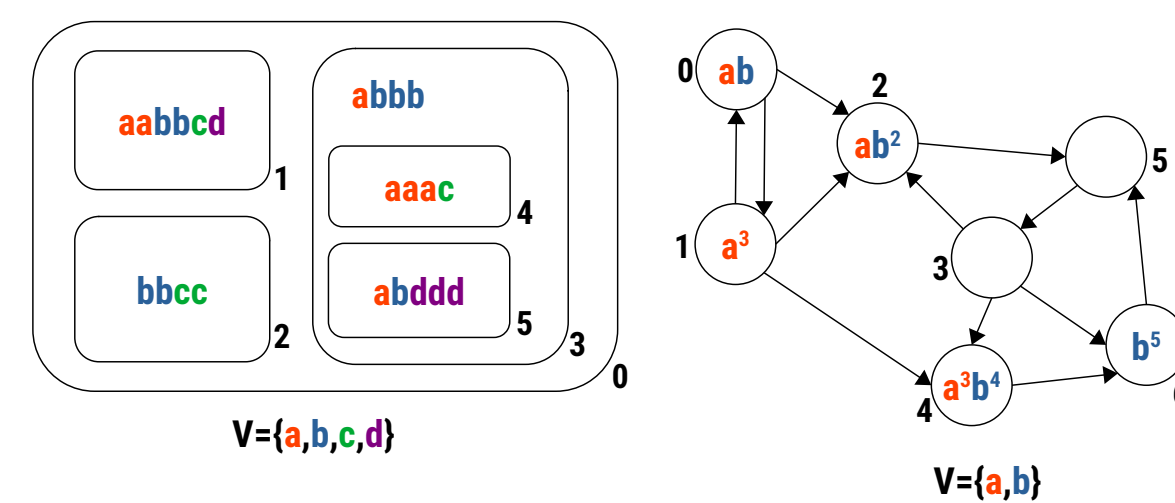 aabbcd
1
bbcc
2
abbb
aaac
4
abddd
5
3
0
V={a,b,c,d}
0
ab
2
ab²
5
1
a³
3
b⁵
a³b⁴
4
V={a,b}